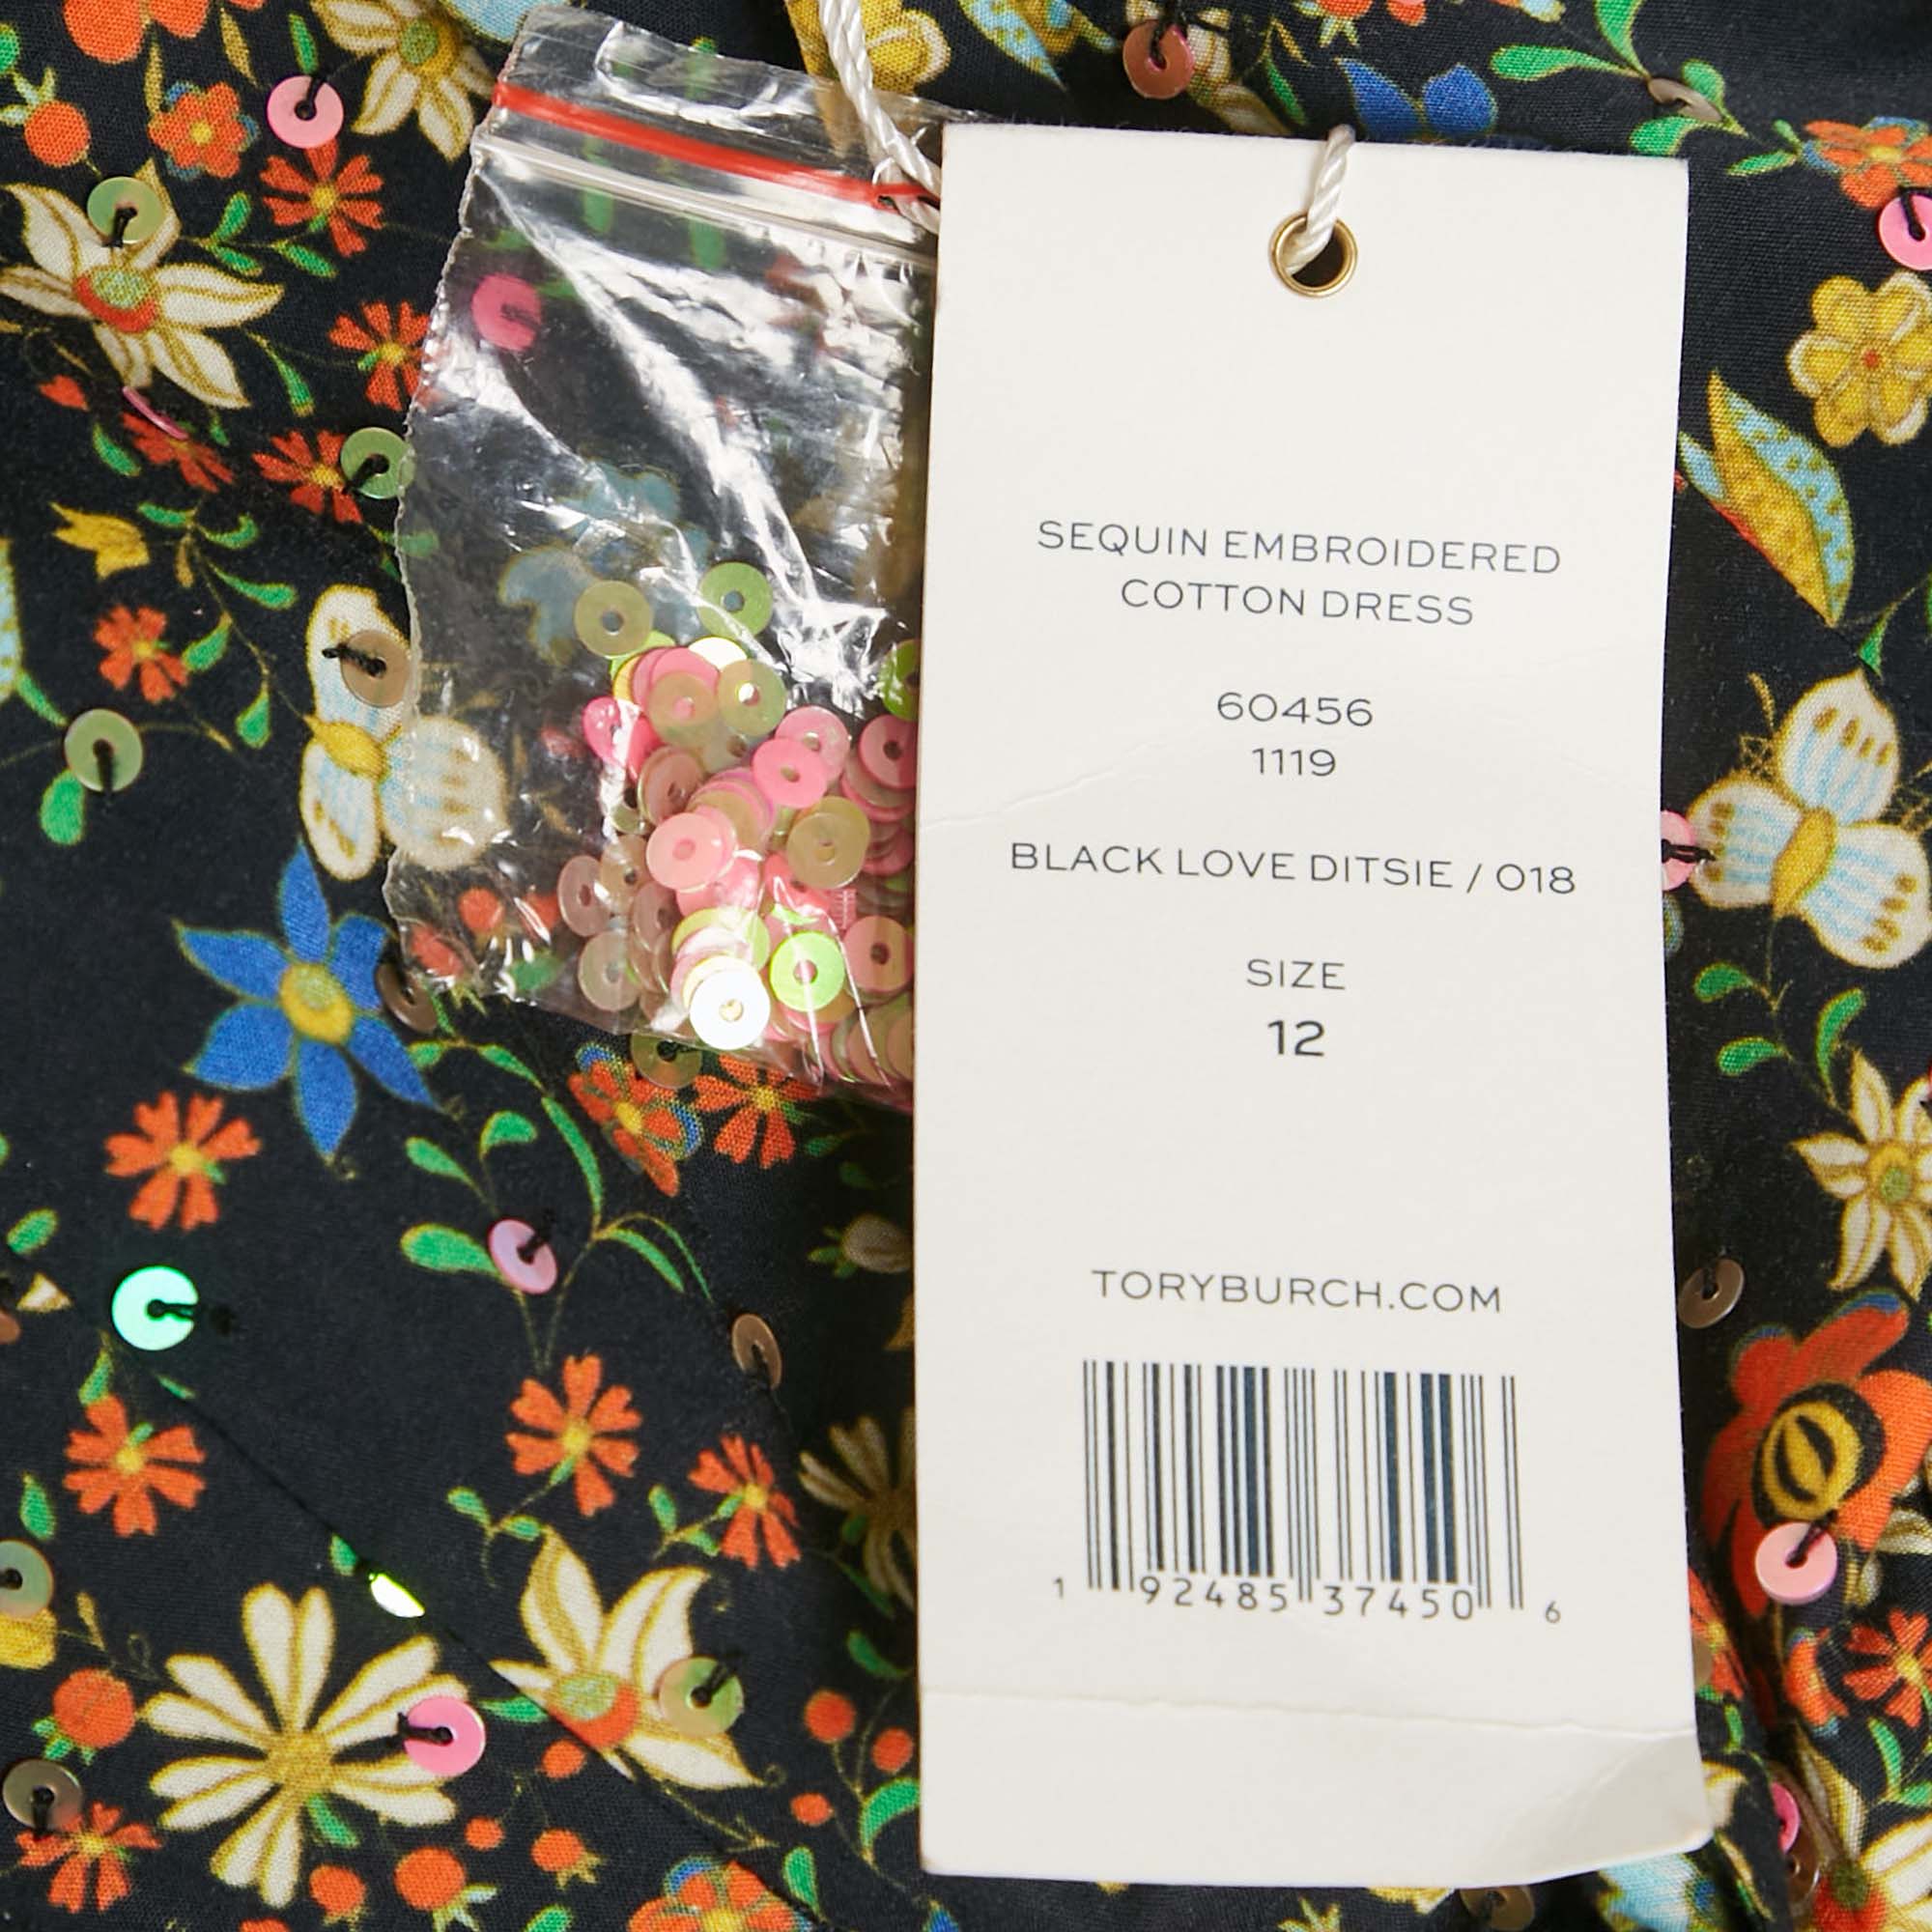 SEQUIN EMBROIDERED
COTTON DRESS
60456
1119
BLACK LOVE DITSIE / 018
SIZE
12
TORYBURCH.COM
1 92485 37450 6